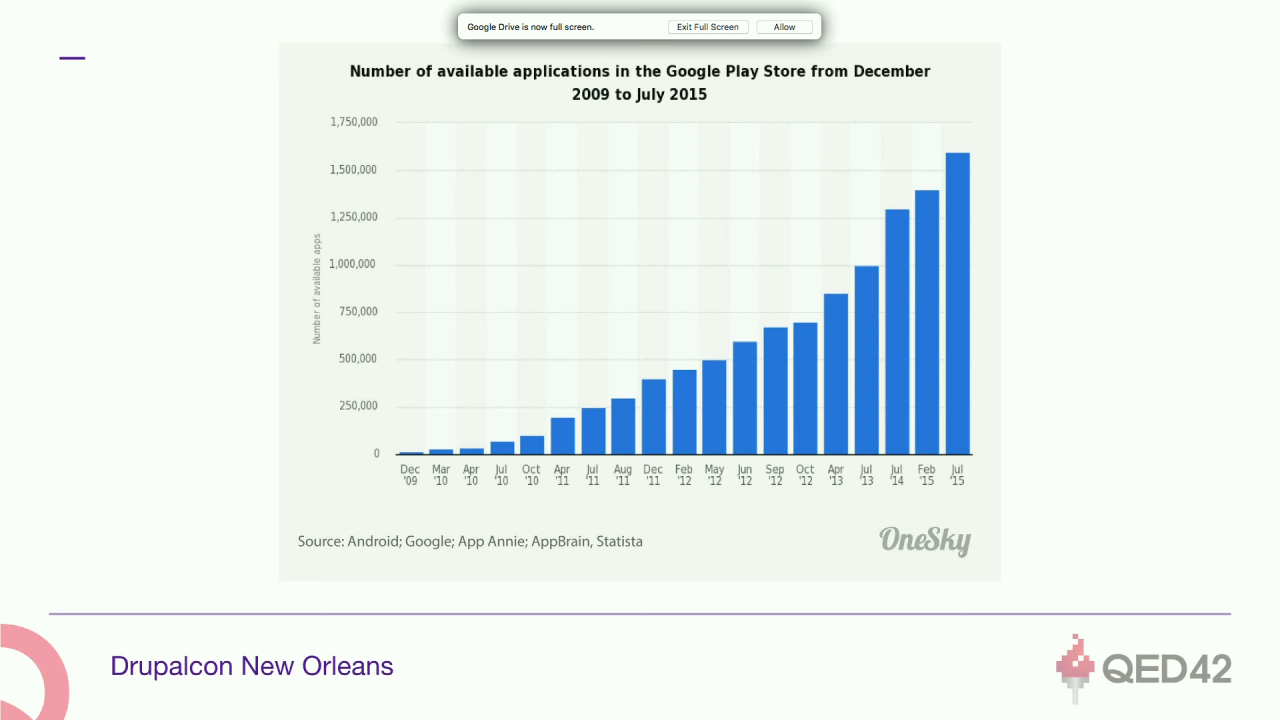 Google Drive is now full screen. Exit Full Screen Allow
Number of available applications in the Google Play Store from December
2009 to July 2015
1,750,000
1,500,000
1,250,000
1,000,000
750,000
500,000
250,000
0
Number of available apps
Dec Mar Apr Jul Oct Apr Jul Aug Dec Feb May Jun Sep Oct Apr Jul Jul Feb Jul
'09 '10 '10 '10 '10 '11 '11 '11 '11 '12 '12 '12 '12 '12 '13 '13 '14 '15 '15
Source: Android; Google; App Annie; AppBrain, Statista
OneSky
Drupalcon New Orleans
QED42